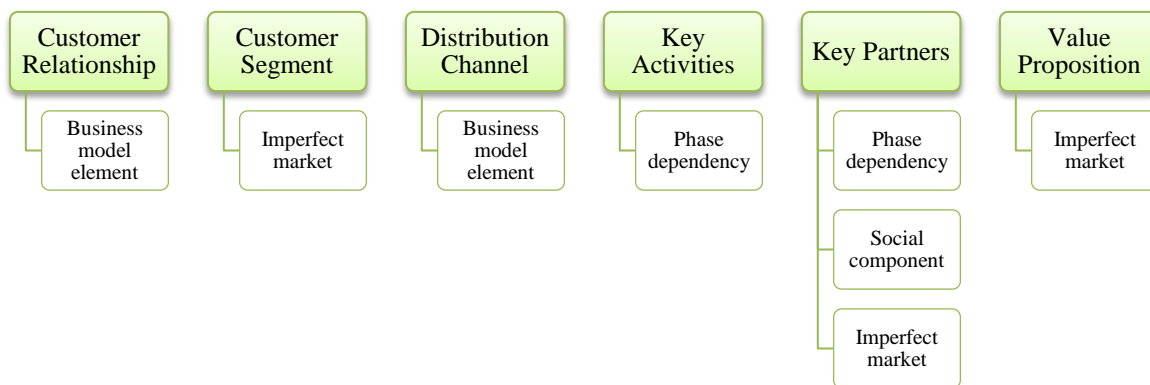 Customer
Relationship
Business
model
element
Customer
Segment
Imperfect
market
Distribution
Channel
Business
model
element
Key
Activities
Phase
dependency
Key Partners
Phase
dependency
Social
component
Imperfect
market
Value
Proposition
Imperfect
market